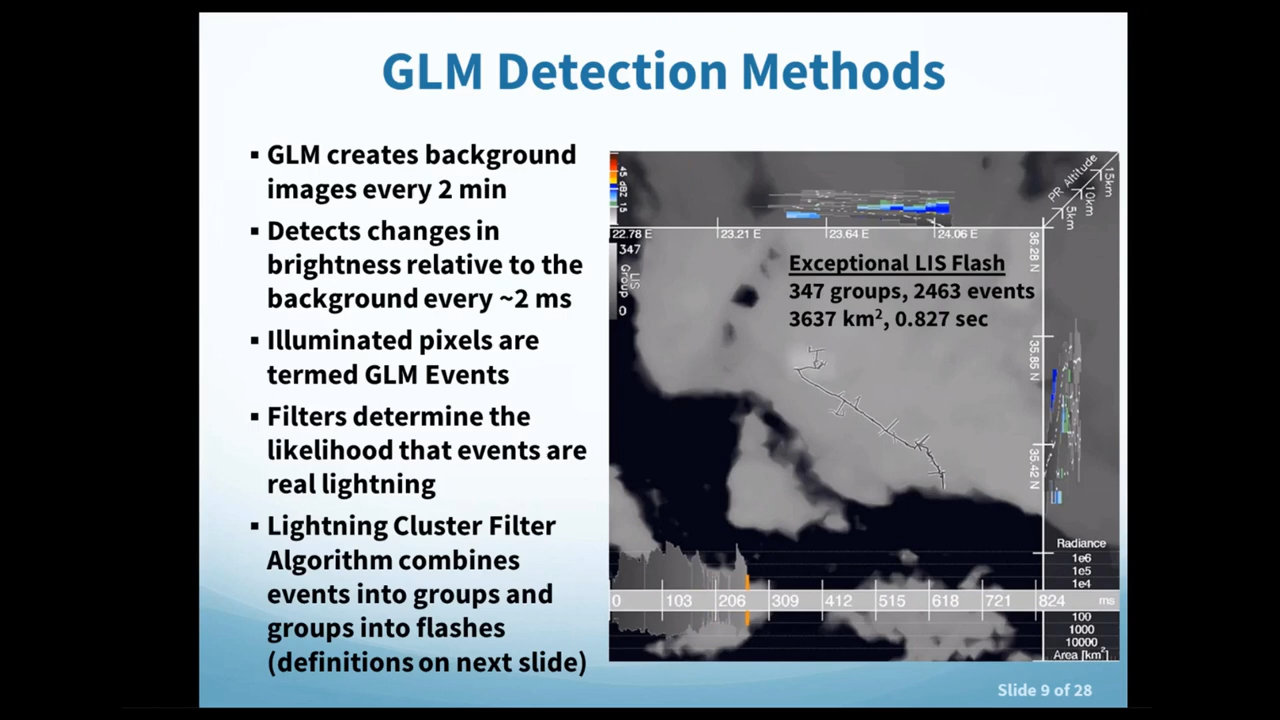 GLM Detection Methods
▪ GLM creates background
images every 2 min
▪ Detects changes in
brightness relative to the
background every ~2 ms
▪ Illuminated pixels are
termed GLM Events
▪ Filters determine the
likelihood that events are
real lightning
▪ Lightning Cluster Filter
Algorithm combines
events into groups and
groups into flashes
(definitions on next slide)
45 dBZ 15
PR Altitude
15km
10km
5km
22.78 E
23.21 E
23.64 E
24.06 E
347
LIS
Group
0
Exceptional LIS Flash
347 groups, 2463 events
3637 km², 0.827 sec
36.28 N
35.85 N
35.42 N
Radiance
1e6
1e5
1e4
0 103 206 309 412 515 618 721 824 ms
100
1000
10000
Area [km²]
Slide 9 of 28